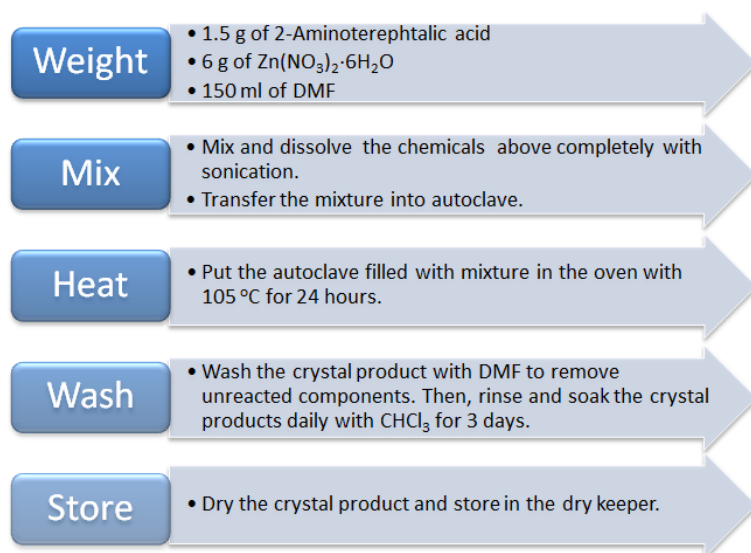 Weight
• 1.5 g of 2-Aminoterephtalic acid
• 6 g of Zn(NO₃)₂·6H₂O
• 150 ml of DMF
Mix
• Mix and dissolve the chemicals above completely with
sonication.
• Transfer the mixture into autoclave.
Heat
• Put the autoclave filled with mixture in the oven with
105 °C for 24 hours.
Wash
• Wash the crystal product with DMF to remove
unreacted components. Then, rinse and soak the crystal
products daily with CHCl₃ for 3 days.
Store
• Dry the crystal product and store in the dry keeper.